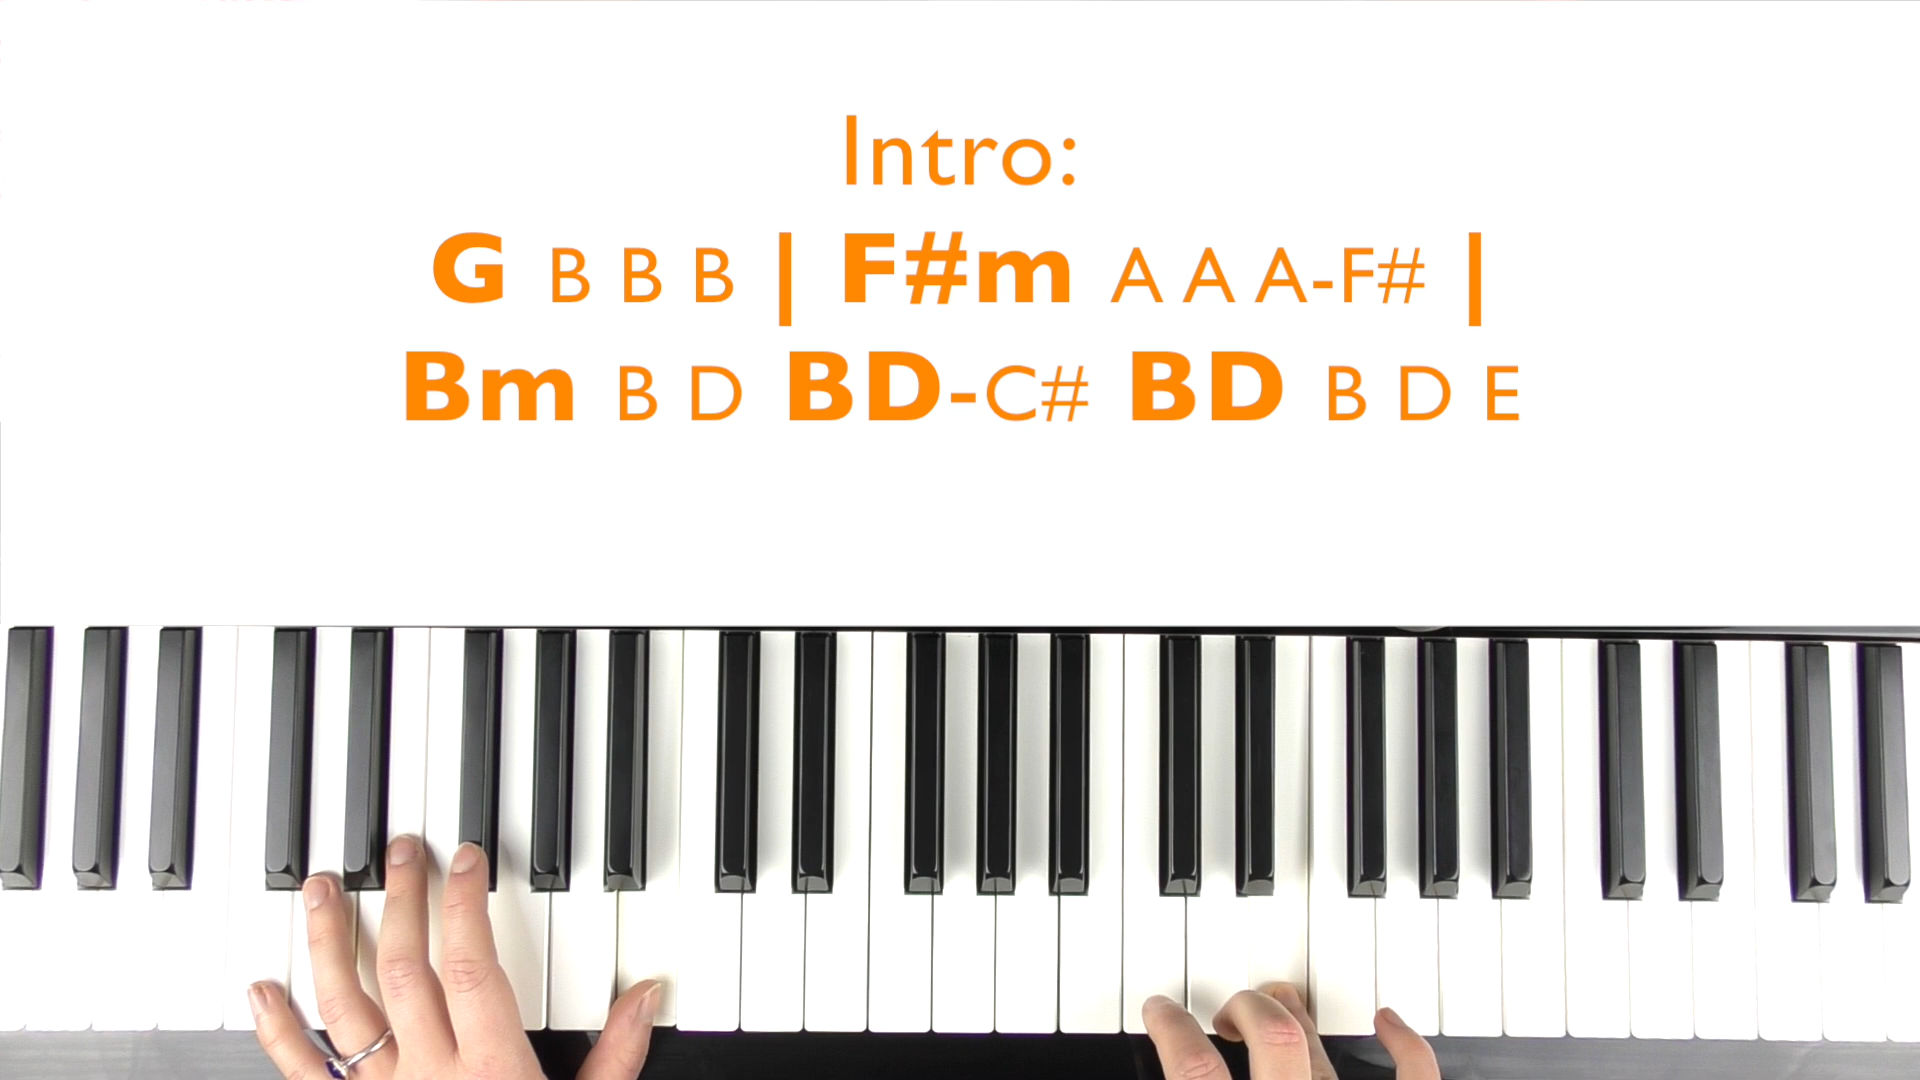 Intro:
G B B B | F#m A A A-F# |
Bm B D BD-C# BD B D E